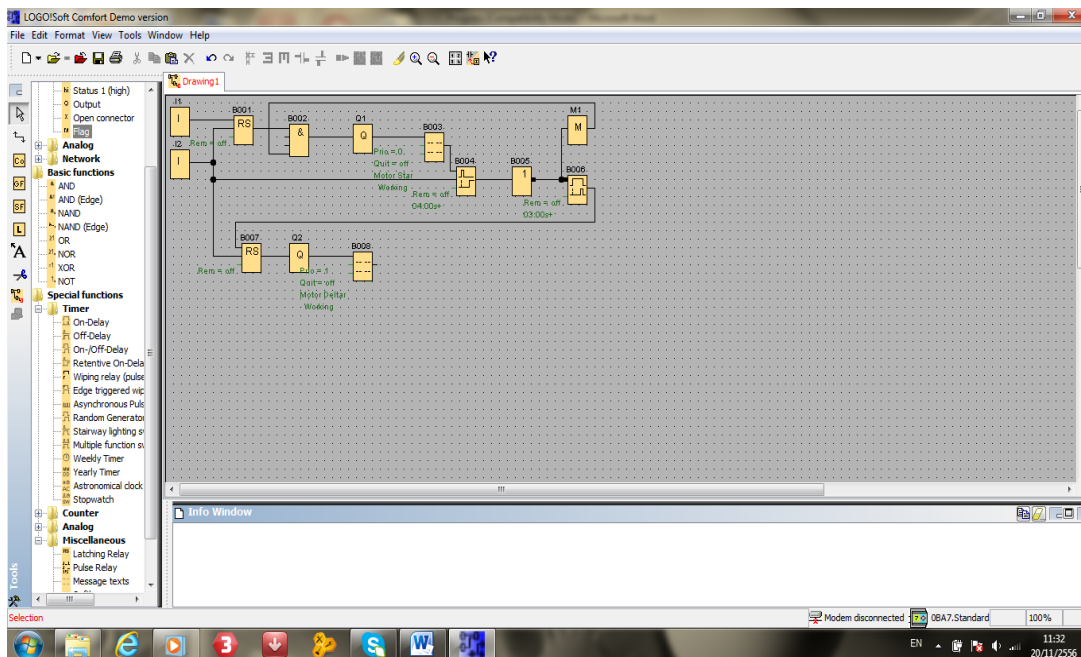 LOGO!Soft Comfort Demo version
File Edit Format View Tools Window Help
Drawing1
Status 1 (high)
Output
Open connector
Flag
Analog
Network
Basic functions
AND
AND (Edge)
NAND
NAND (Edge)
OR
NOR
XOR
NOT
Special functions
Timer
On-Delay
Off-Delay
On-/Off-Delay
Retentive On-Dela
Wiping relay (pulse
Edge triggered wip
Asynchronous Puls
Random Generator
Stairway lighting s
Multiple function sv
Weekly Timer
Yearly Timer
Astronomical clock
Stopwatch
Counter
Analog
Miscellaneous
Latching Relay
Pulse Relay
Message texts
Co
GF
SF
L
A
Tools
I1
I
B001
RS
Rem = off
B002
&
Q1
Q
B003
Prio = 0
Quit = off
Motor Star
Working
B004
Rem = off
04:00s+
B005
1
M1
M
B006
Rem = off
03:00s+
I2
I
B007
RS
Rem = off
Q2
Q
B008
Prio = 1
Quit = off
Motor Deltar
Working
Info Window
Selection
Modem disconnected
0BA7.Standard
100%
EN
11:32
20/11/2556